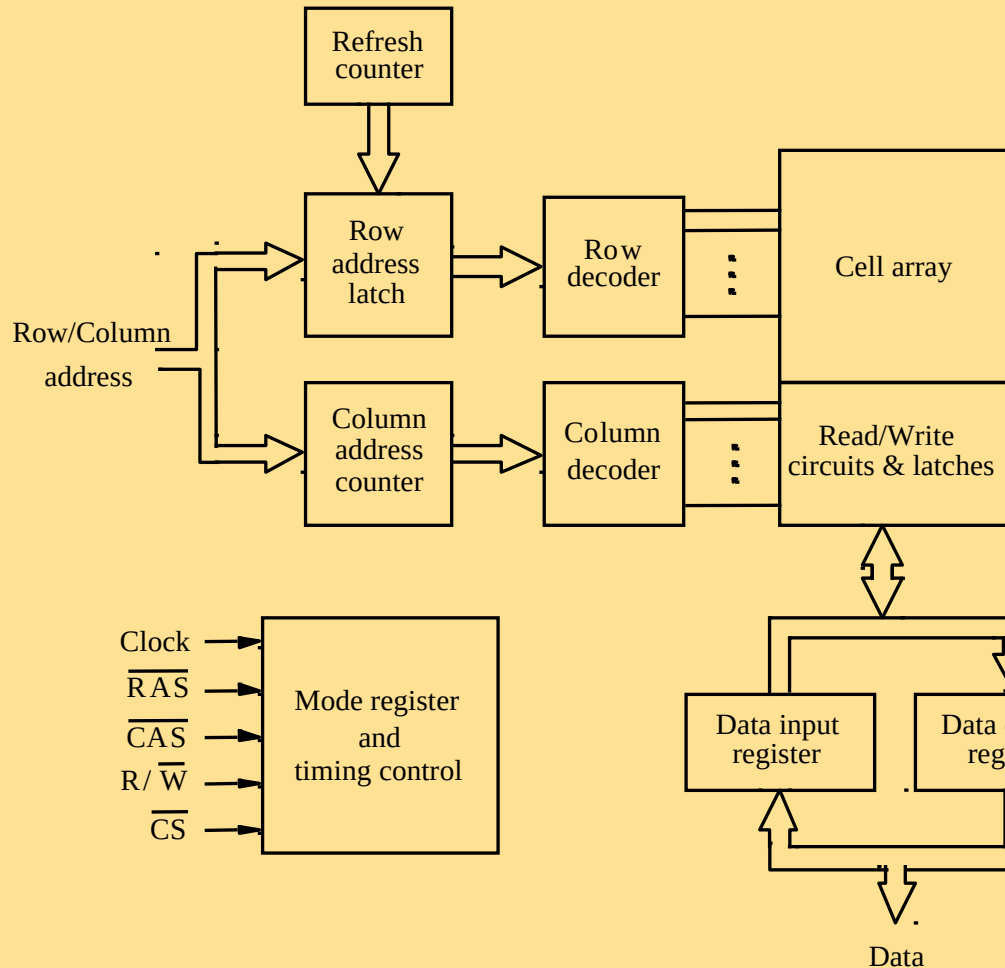 Refresh
counter
Row
address
latch
Row
decoder
Cell array
Row/Column
address
Column
address
counter
Column
decoder
Read/Write
circuits & latches
Clock
RAS
CAS
R/ W
CS
Mode register
and
timing control
Data input
register
Data
Data